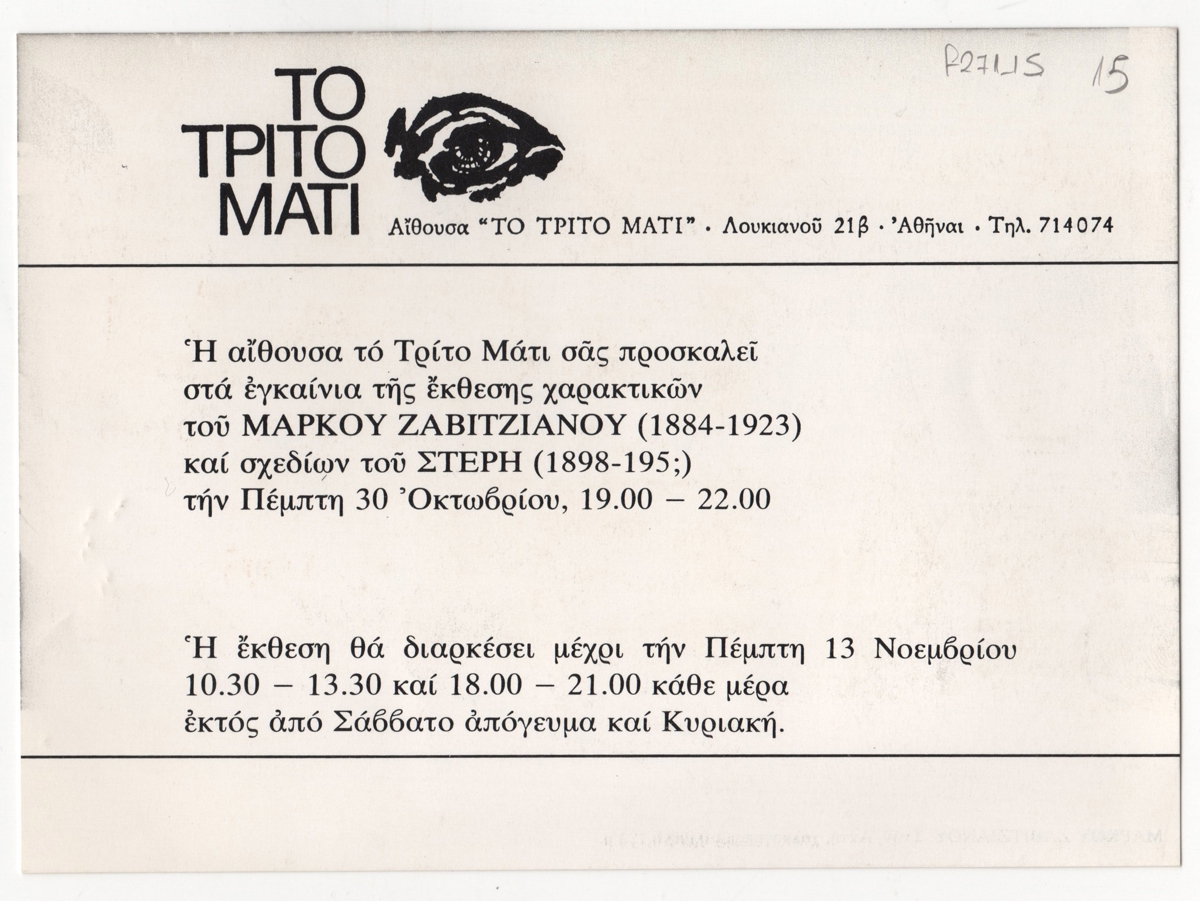 F27115 15
ΤΟ
ΤΡΙΤΟ
ΜΑΤΙ
Αἴθουσα “ΤΟ ΤΡΙΤΟ ΜΑΤΙ” · Λουκιανοῦ 21β · Ἀθῆναι · Τηλ. 714074
Ἡ αἴθουσα τό Τρίτο Μάτι σᾶς προσκαλεῖ
στά ἐγκαίνια τῆς ἔκθεσης χαρακτικῶν
τοῦ ΜΑΡΚΟΥ ΖΑΒΙΤΖΙΑΝΟΥ (1884-1923)
καί σχεδίων τοῦ ΣΤΕΡΗ (1898-195;)
τήν Πέμπτη 30 Ὀκτωβρίου, 19.00 – 22.00
Ἡ ἔκθεση θά διαρκέσει μέχρι τήν Πέμπτη 13 Νοεμβρίου
10.30 – 13.30 καί 18.00 – 21.00 κάθε μέρα
ἐκτός ἀπό Σάββατο ἀπόγευμα καί Κυριακή.